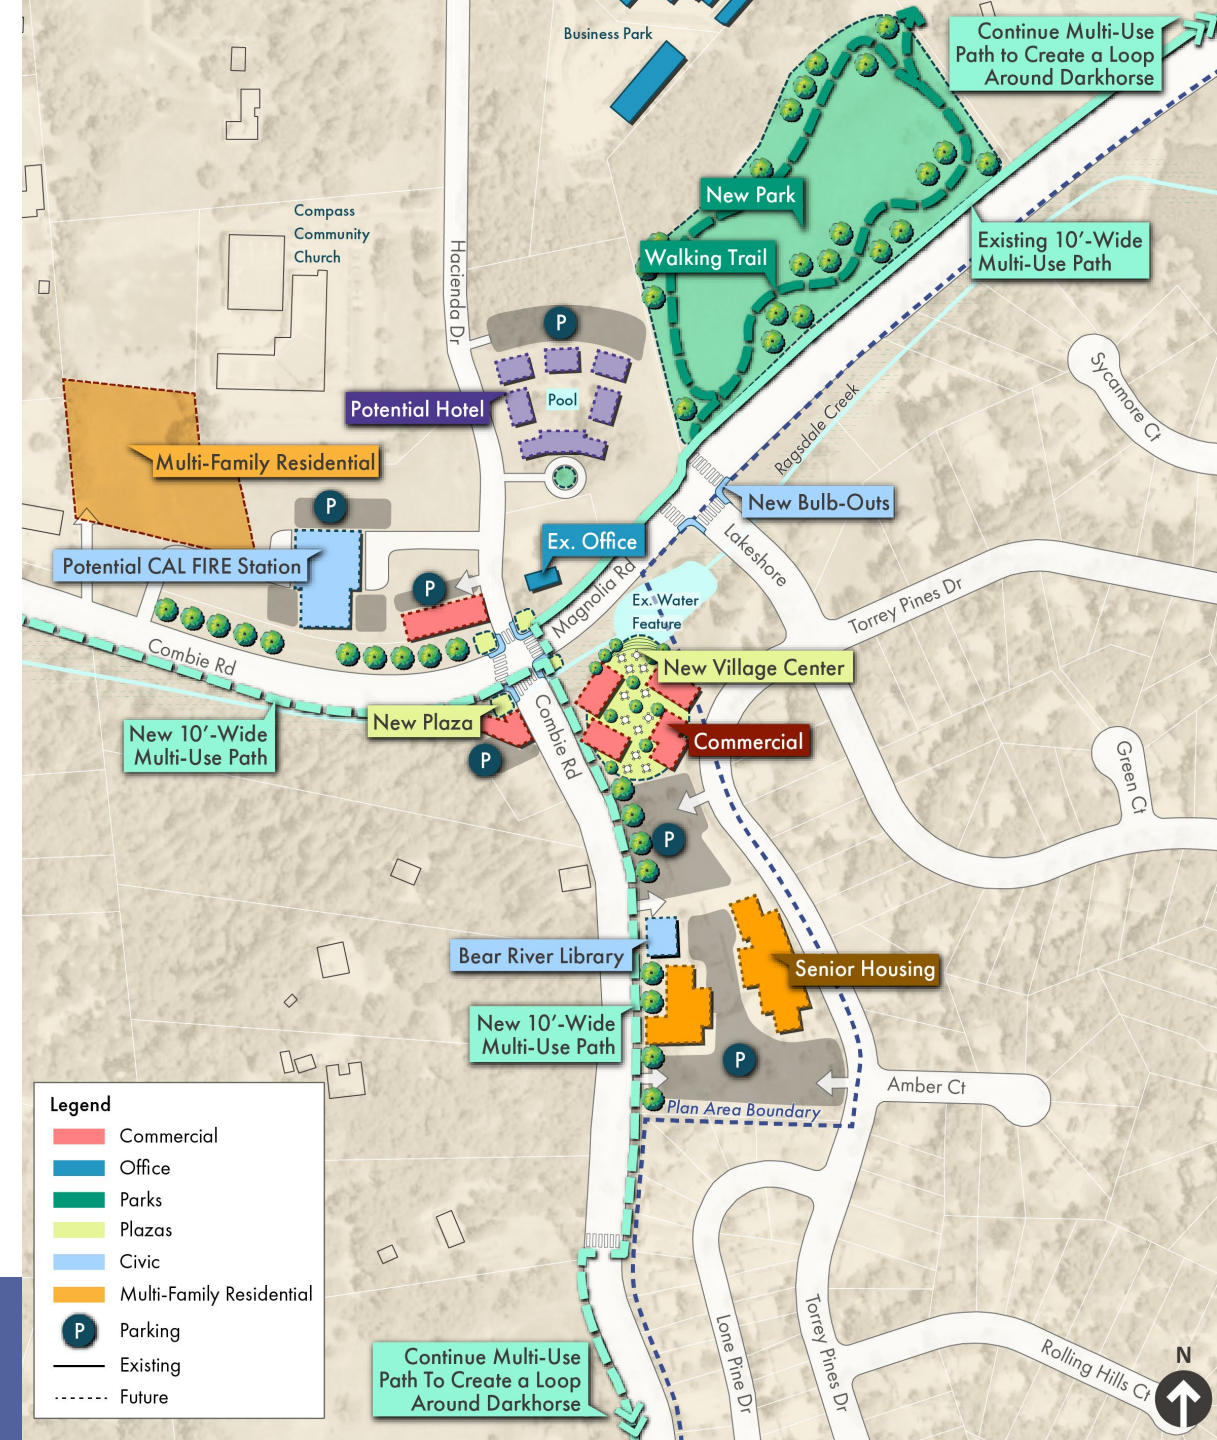 Business Park
Continue Multi-Use
Path to Create a Loop
Around Darkhorse
New Park
Walking Trail
Existing 10'-Wide
Multi-Use Path
Compass
Community
Church
Hacienda Dr
P
Pool
Potential Hotel
Sycamore Ct
Ragsdale Creek
Multi-Family Residential
P
New Bulb-Outs
Potential CAL FIRE Station
Ex. Office
Lakeshore
P
Magnolia Rd
Ex. Water
Feature
Torrey Pines Dr
Combie Rd
New Village Center
New Plaza
Combie Rd
Commercial
New 10'-Wide
Multi-Use Path
P
Green Ct
P
Bear River Library
Senior Housing
New 10'-Wide
Multi-Use Path
P
Amber Ct
Plan Area Boundary
Legend
Commercial
Office
Parks
Plazas
Civic
Multi-Family Residential
P Parking
Existing
Future
Continue Multi-Use
Path To Create a Loop
Around Darkhorse
Lone Pine Dr
Torrey Pines Dr
Rolling Hills Ct
N